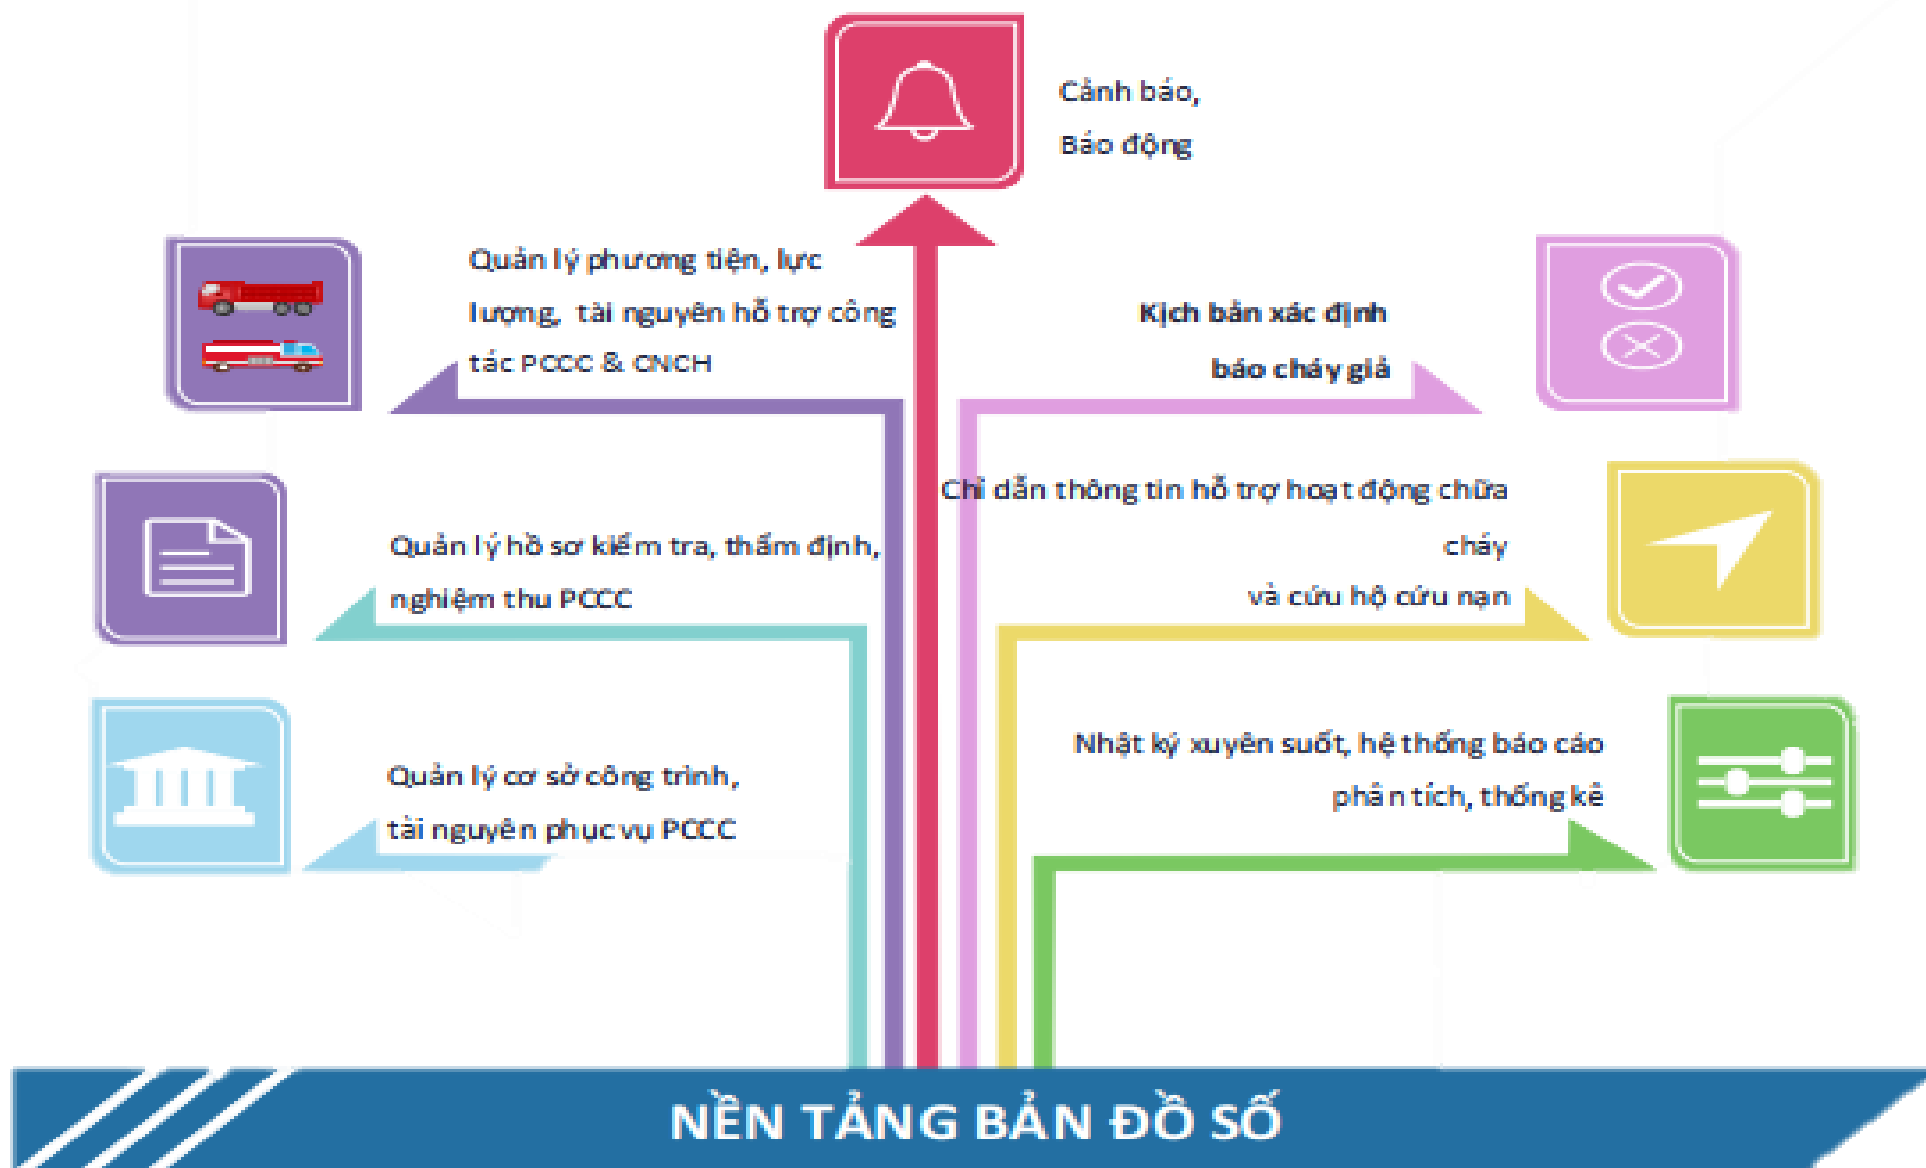 Cảnh báo,
Báo động
Quản lý phương tiện, lực
lượng, tài nguyên hỗ trợ công
tác PCCC & CNCH
Kịch bản xác định
báo cháy giả
Quản lý hồ sơ kiểm tra, thẩm định,
nghiệm thu PCCC
Chỉ dẫn thông tin hỗ trợ hoạt động chữa
cháy
và cứu hộ cứu nạn
Quản lý cơ sở công trình,
tài nguyên phục vụ PCCC
Nhật ký xuyên suốt, hệ thống báo cáo
phân tích, thống kê
NỀN TẢNG BẢN ĐỒ SỐ